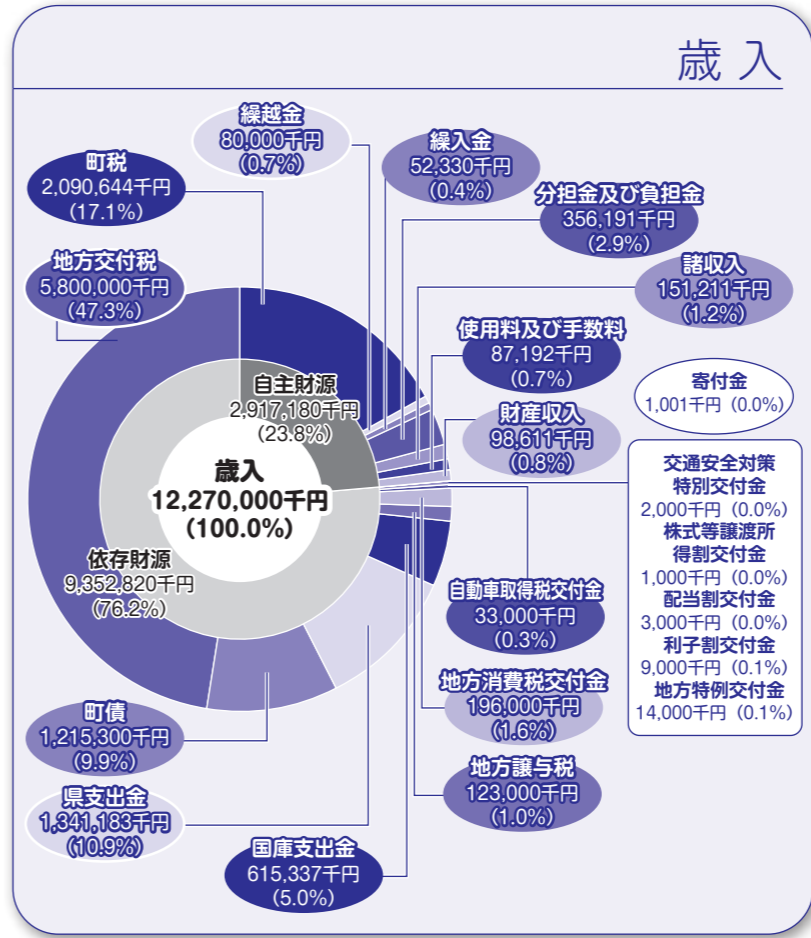 歳入
繰越金
80,000千円
(0.7%)
繰入金
52,330千円
(0.4%)
町税
2,090,644千円
(17.1%)
分担金及び負担金
356,191千円
(2.9%)
地方交付税
5,800,000千円
(47.3%)
諸収入
151,211千円
(1.2%)
使用料及び手数料
87,192千円
(0.7%)
寄付金
1,001千円(0.0%)
自主財源
2,917,180千円
(23.8%)
財産収入
98,611千円
(0.8%)
歳入
12,270,000千円
(100.0%)
交通安全対策
特別交付金
2,000千円(0.0%)
株式等譲渡所
得割交付金
1,000千円(0.0%)
配当割交付金
3,000千円(0.0%)
利子割交付金
9,000千円(0.1%)
地方特例交付金
14,000千円(0.1%)
依存財源
9,352,820千円
(76.2%)
自動車取得税交付金
33,000千円
(0.3%)
地方消費税交付金
196,000千円
(1.6%)
町債
1,215,300千円
(9.9%)
地方譲与税
123,000千円
(1.0%)
県支出金
1,341,183千円
(10.9%)
国庫支出金
615,337千円
(5.0%)